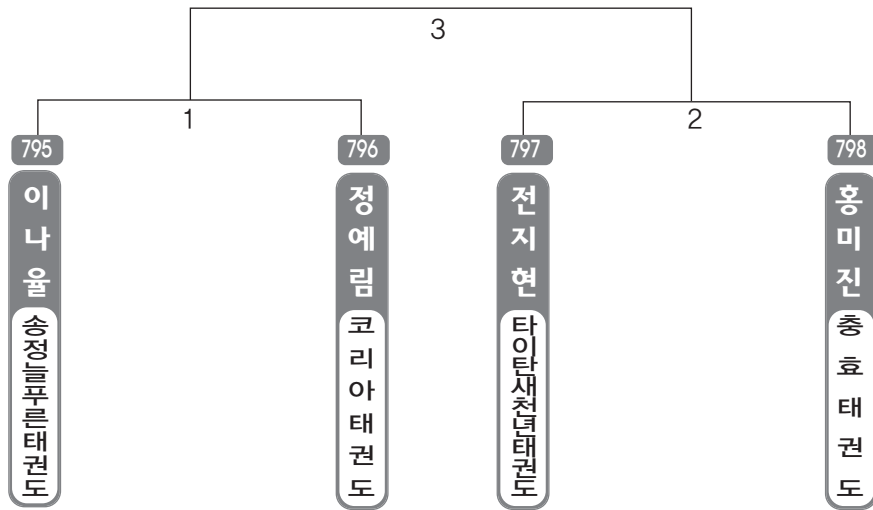 3
1
2
795
796
797
798
이나율
정예림
전지현
홍미진
송정늘푸른태권도
코리아태권도
타이탄새천년태권도
충효태권도